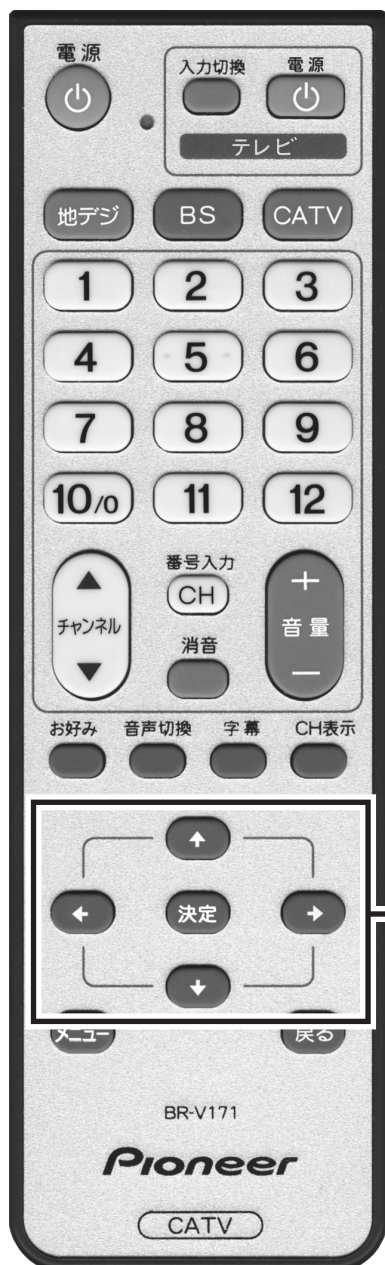 電源
入力切換 電源
テレビ
地デジ BS CATV
1 2 3
4 5 6
7 8 9
10/0 11 12
番号入力
CH
チャンネル
音量
消音
お好み 音声切換 字幕 CH表示
決定
メニュー 戻る
BR-V171
Pioneer
CATV